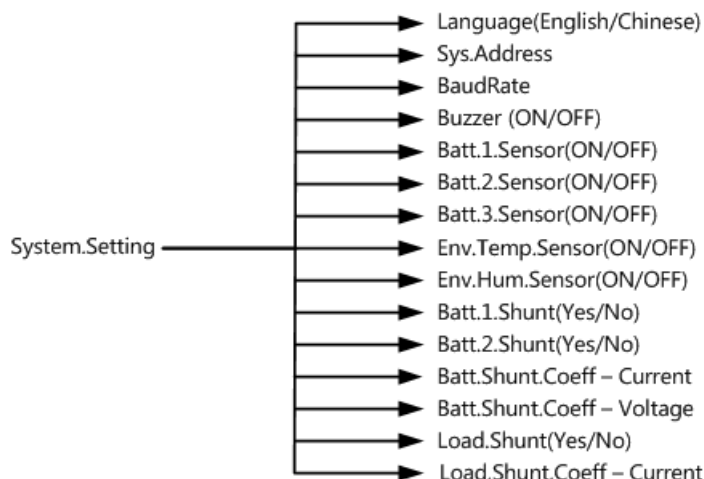 Language(English/Chinese)
Sys.Address
BaudRate
Buzzer (ON/OFF)
Batt.1.Sensor(ON/OFF)
Batt.2.Sensor(ON/OFF)
Batt.3.Sensor(ON/OFF)
System.Setting
Env.Temp.Sensor(ON/OFF)
Env.Hum.Sensor(ON/OFF)
Batt.1.Shunt(Yes/No)
Batt.2.Shunt(Yes/No)
Batt.Shunt.Coeff – Current
Batt.Shunt.Coeff – Voltage
Load.Shunt(Yes/No)
Load.Shunt.Coeff – Current